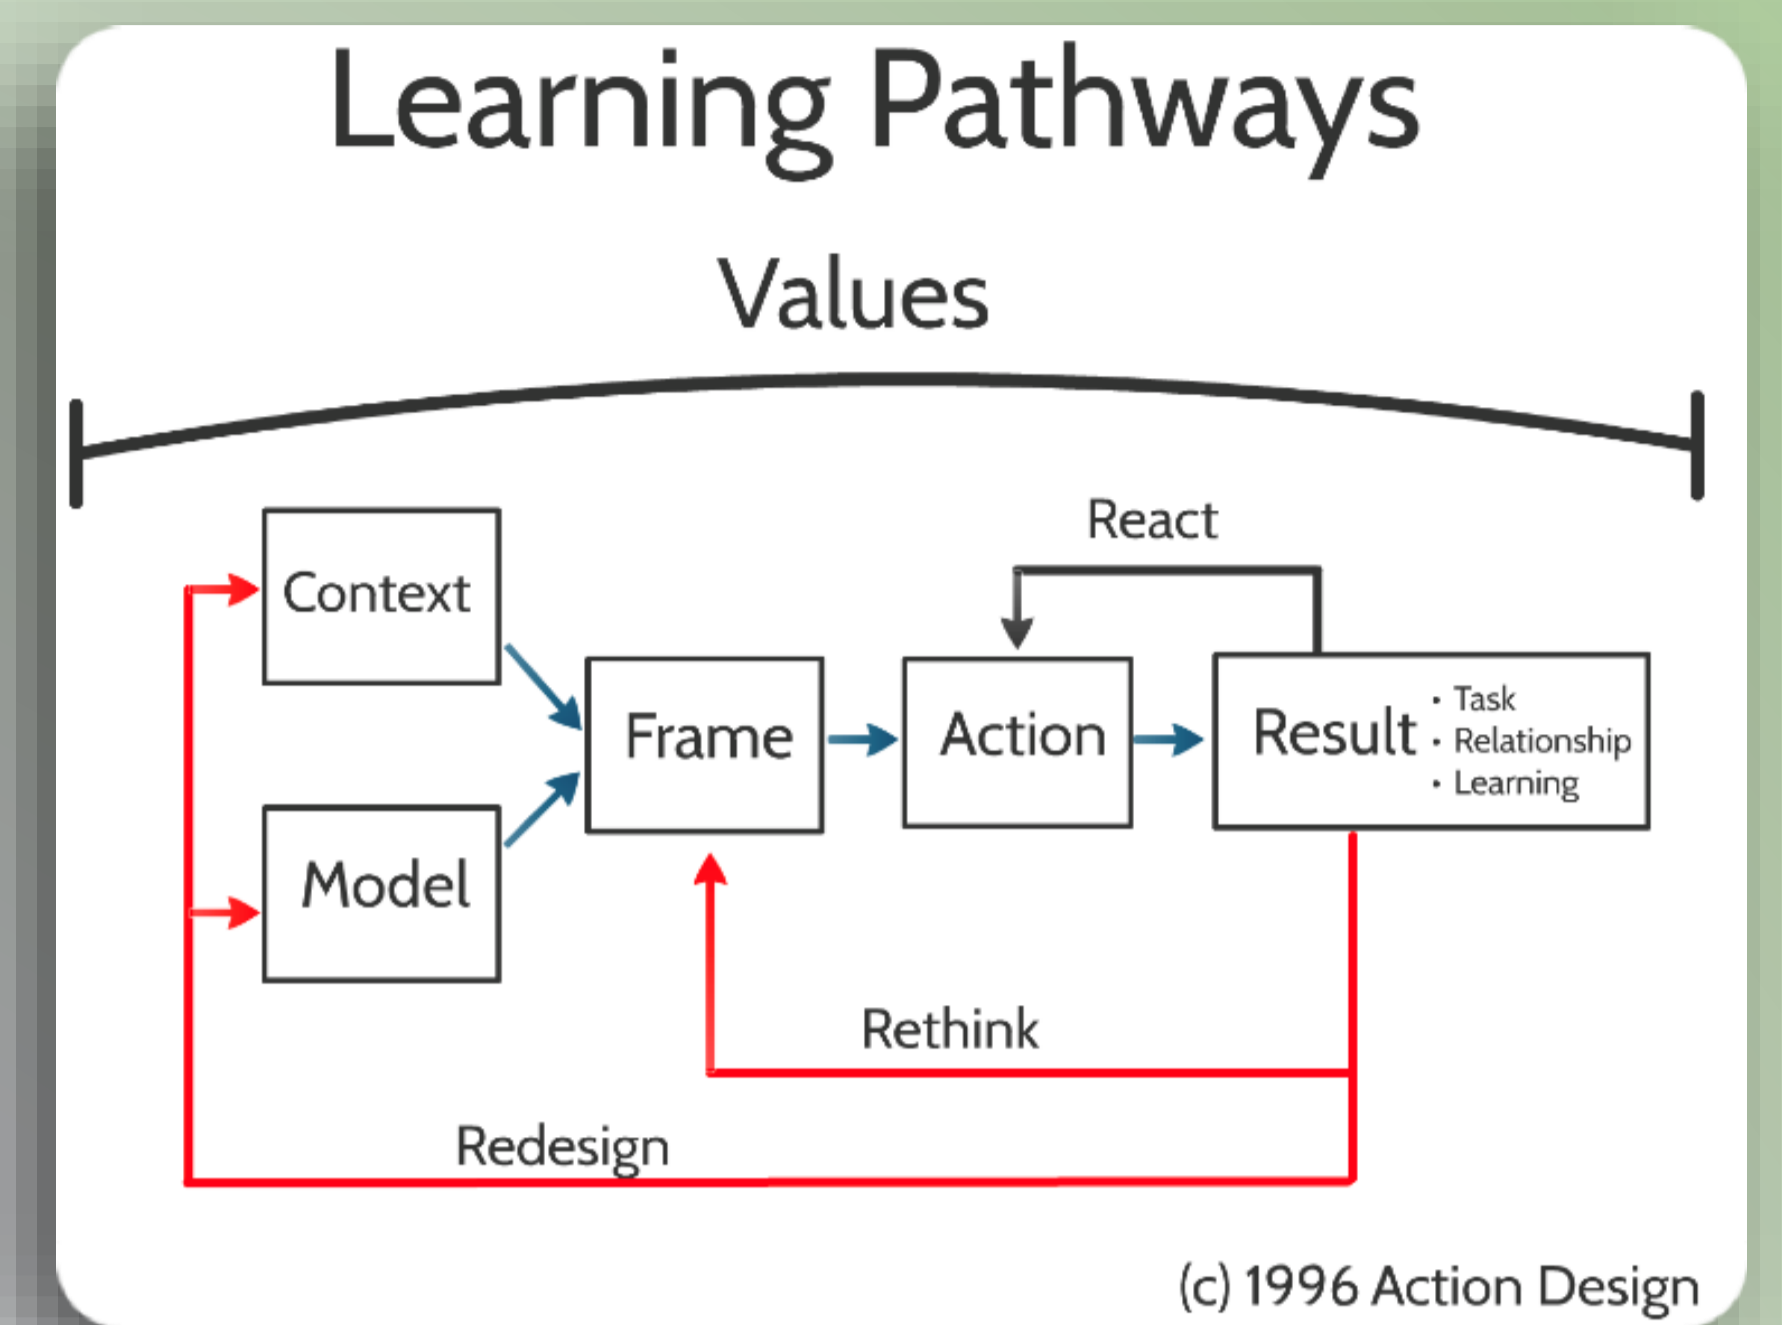 Learning Pathways
Values
React
Context
Frame
Action
Result
• Task
• Relationship
• Learning
Model
Rethink
Redesign
(c) 1996 Action Design